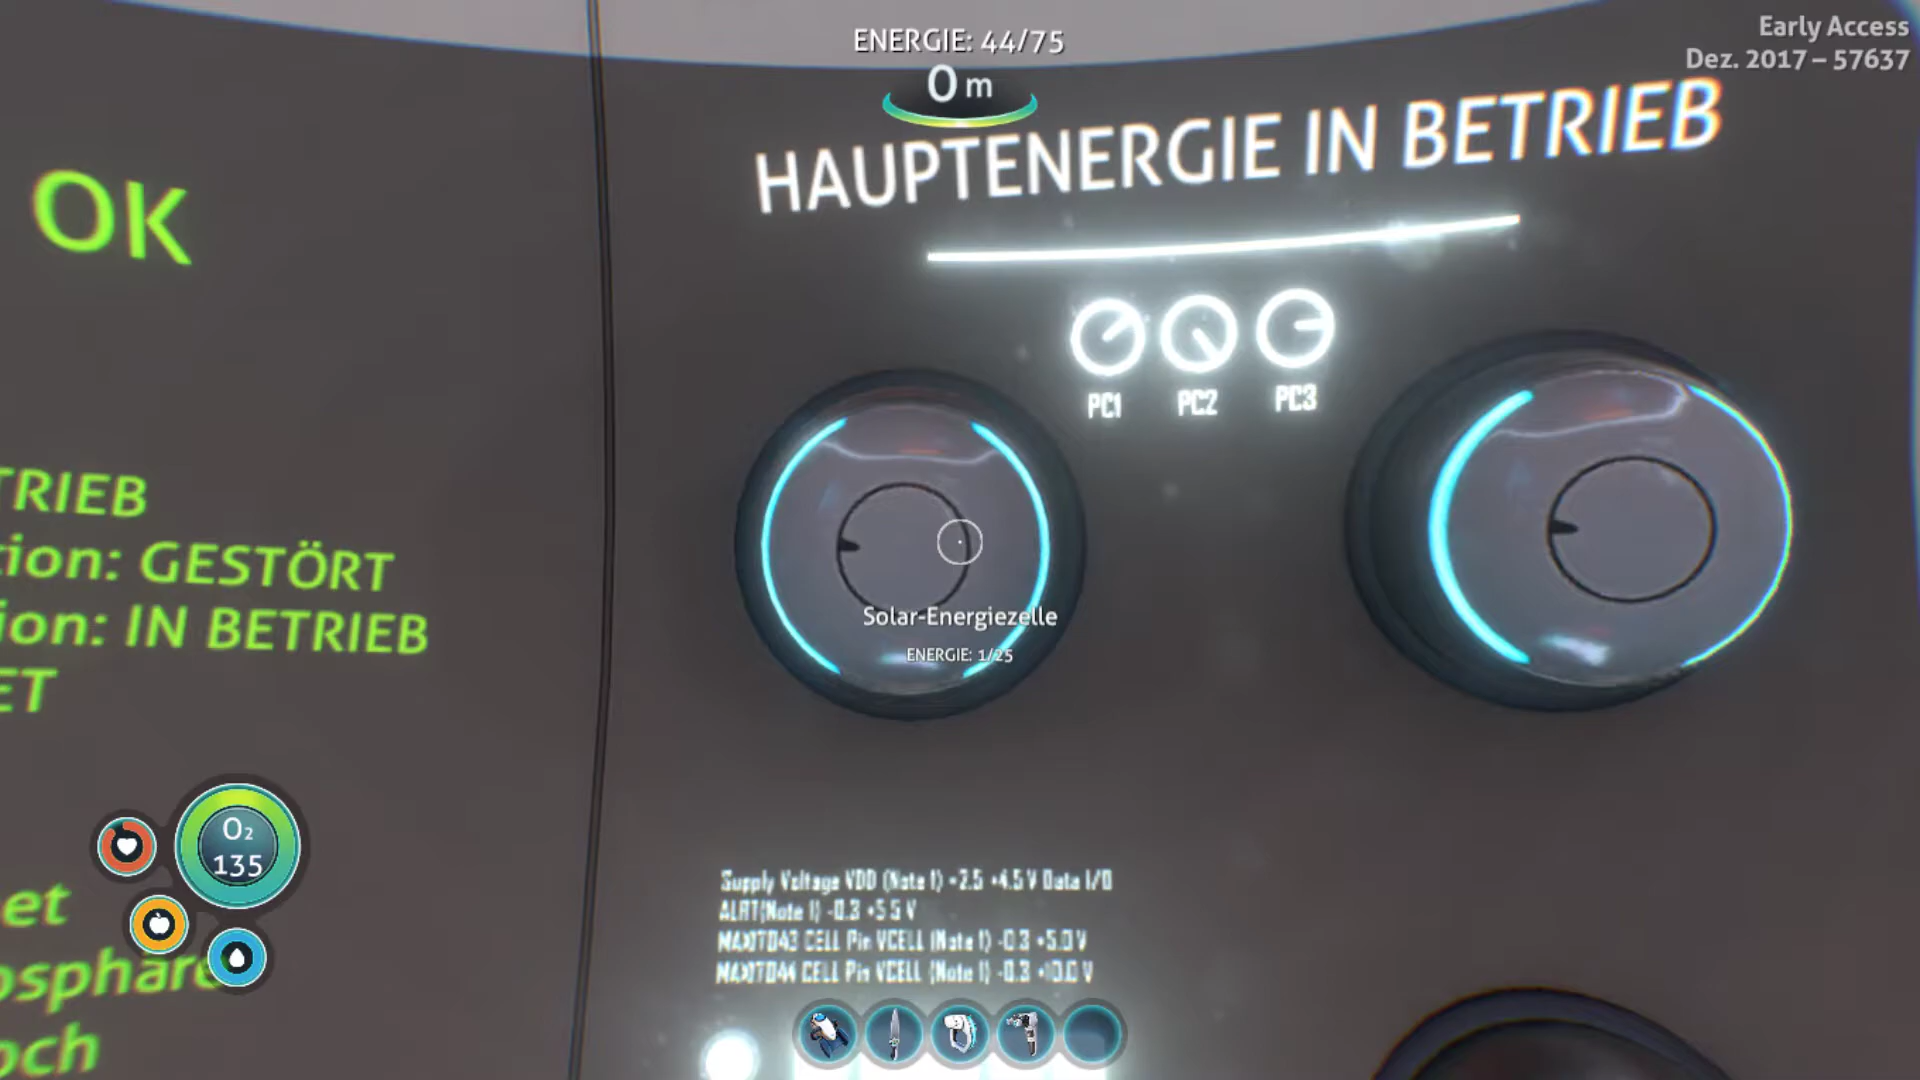 ENERGIE: 44/75
0 m
Early Access
Dez. 2017 – 57637
HAUPTENERGIE IN BETRIEB
OK
PC1 PC2 PC3
TRIEB
tion: GESTÖRT
ion: IN BETRIEB
ET
Solar-Energiezelle
ENERGIE: 1/25
O2
135
et
osphäre
och
Supply Voltage VDD (Note 1) -2.5 +4.5 V Data I/O
ALRT(Note 1) -0.3 +5.5 V
MAX17043 CELL Pin VCELL (Note 1) -0.3 +5.0 V
MAX17044 CELL Pin VCELL (Note 1) -0.3 +10.0 V